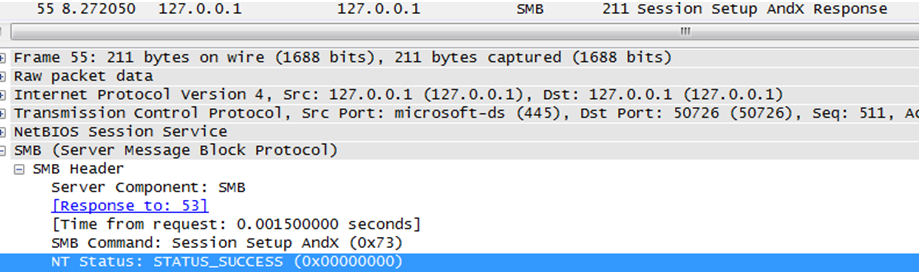 55 8.272050 127.0.0.1 127.0.0.1 SMB 211 Session Setup AndX Response
Frame 55: 211 bytes on wire (1688 bits), 211 bytes captured (1688 bits)
Raw packet data
Internet Protocol Version 4, Src: 127.0.0.1 (127.0.0.1), Dst: 127.0.0.1 (127.0.0.1)
Transmission Control Protocol, Src Port: microsoft-ds (445), Dst Port: 50726 (50726), Seq: 511, Ac
NetBIOS Session Service
SMB (Server Message Block Protocol)
SMB Header
Server Component: SMB
[Response to: 53]
[Time from request: 0.001500000 seconds]
SMB Command: Session Setup AndX (0x73)
NT Status: STATUS_SUCCESS (0x00000000)